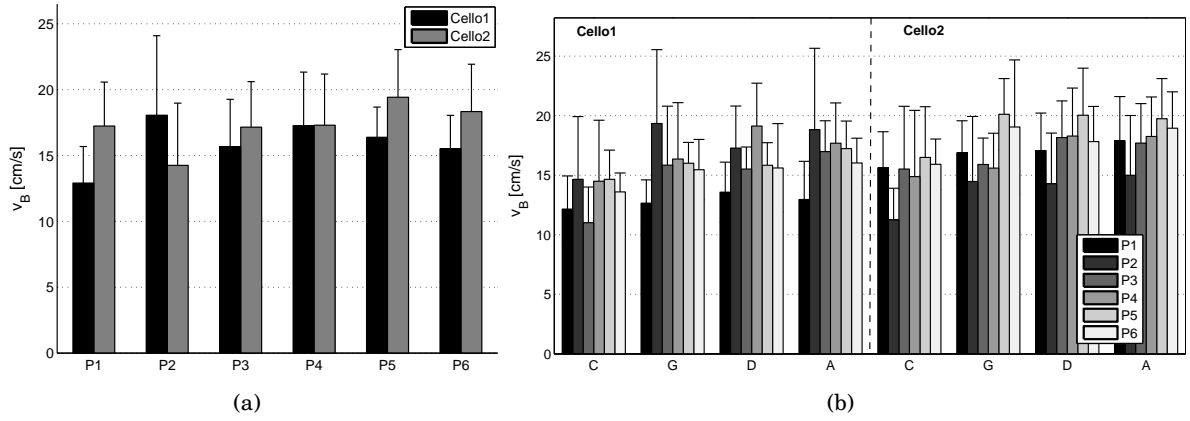 25
20
15
10
5
0
v_B [cm/s]
Cello1
Cello2
P1 P2 P3 P4 P5 P6
(a)
Cello1 Cello2
25
20
15
10
5
0
v_B [cm/s]
P1
P2
P3
P4
P5
P6
C G D A C G D A
(b)